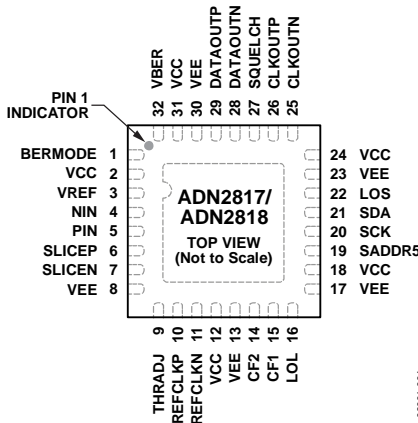 32 VBER
31 VCC
30 VEE
29 DATAOUTP
28 DATAOUTN
27 SQUELCH
26 CLKOUTP
25 CLKOUTN
PIN 1
INDICATOR
BERMODE 1
VCC 2
VREF 3
NIN 4
PIN 5
SLICEP 6
SLICEN 7
VEE 8
ADN2817/
ADN2818
TOP VIEW
(Not to Scale)
24 VCC
23 VEE
22 LOS
21 SDA
20 SCK
19 SADDR5
18 VCC
17 VEE
THRADJ 9
REFCLKP 10
REFCLKN 11
VCC 12
VEE 13
CF2 14
CF1 15
LOL 16